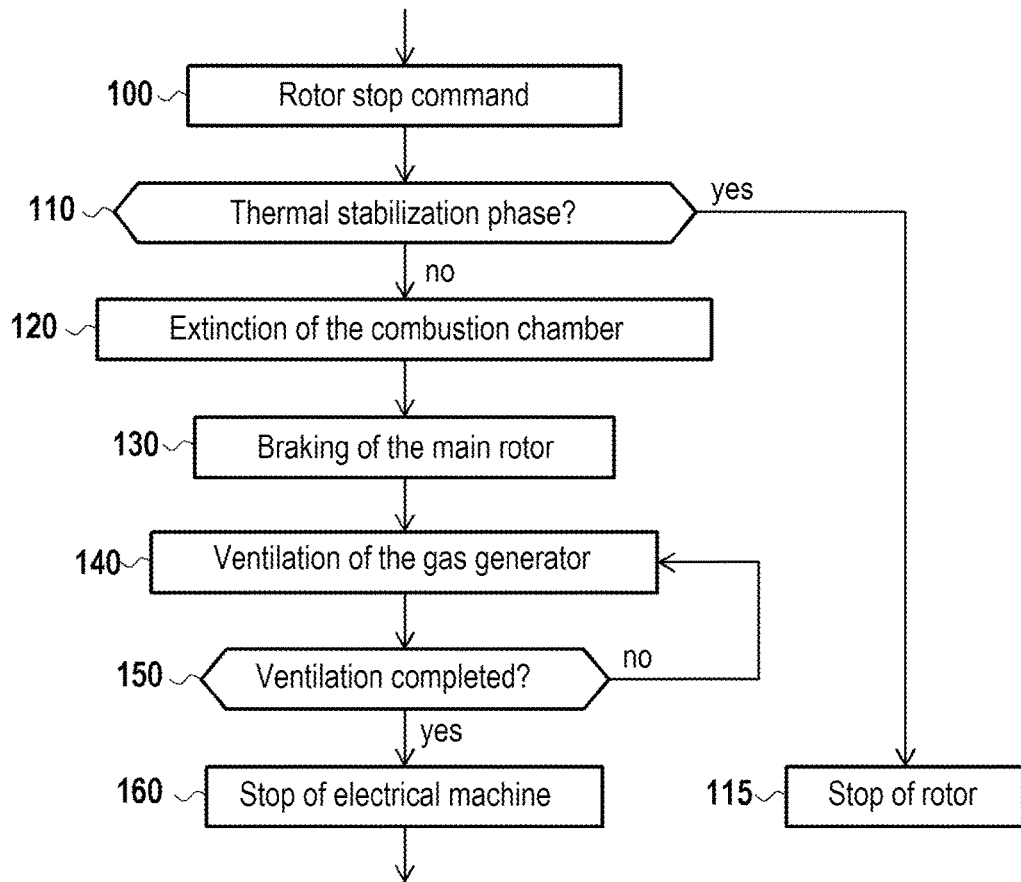 100 Rotor stop command
110 Thermal stabilization phase? yes
no
120 Extinction of the combustion chamber
130 Braking of the main rotor
140 Ventilation of the gas generator
150 Ventilation completed? no
yes
160 Stop of electrical machine
115 Stop of rotor